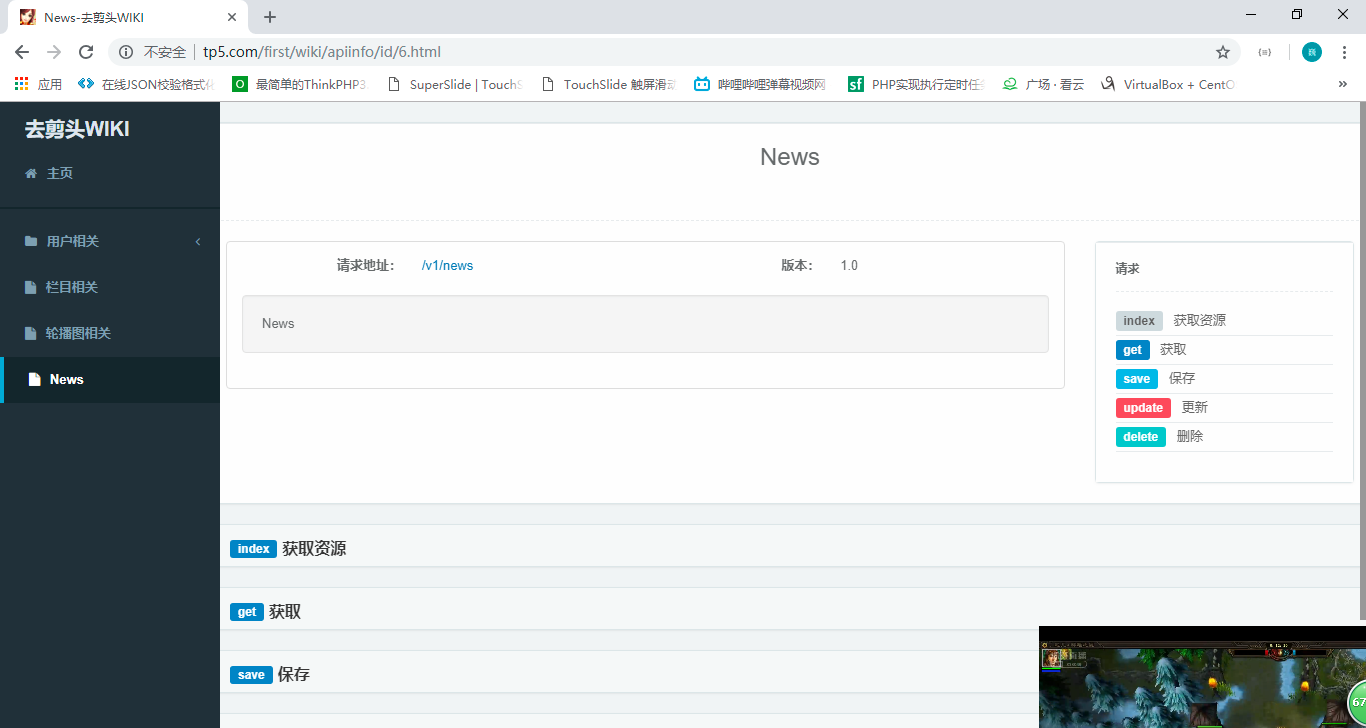 News-去剪头WIKI
不安全 tp5.com/first/wiki/apiinfo/id/6.html
应用 在线JSON校验格式化 最简单的ThinkPHP3 SuperSlide | TouchS TouchSlide 触屏滑动 哔哩哔哩弹幕视频网 PHP实现执行定时任务 广场 · 看云 VirtualBox + CentO
去剪头WIKI
主页
用户相关
栏目相关
轮播图相关
News
News
请求地址: /v1/news 版本: 1.0
News
请求
index 获取资源
get 获取
save 保存
update 更新
delete 删除
index 获取资源
get 获取
save 保存
67